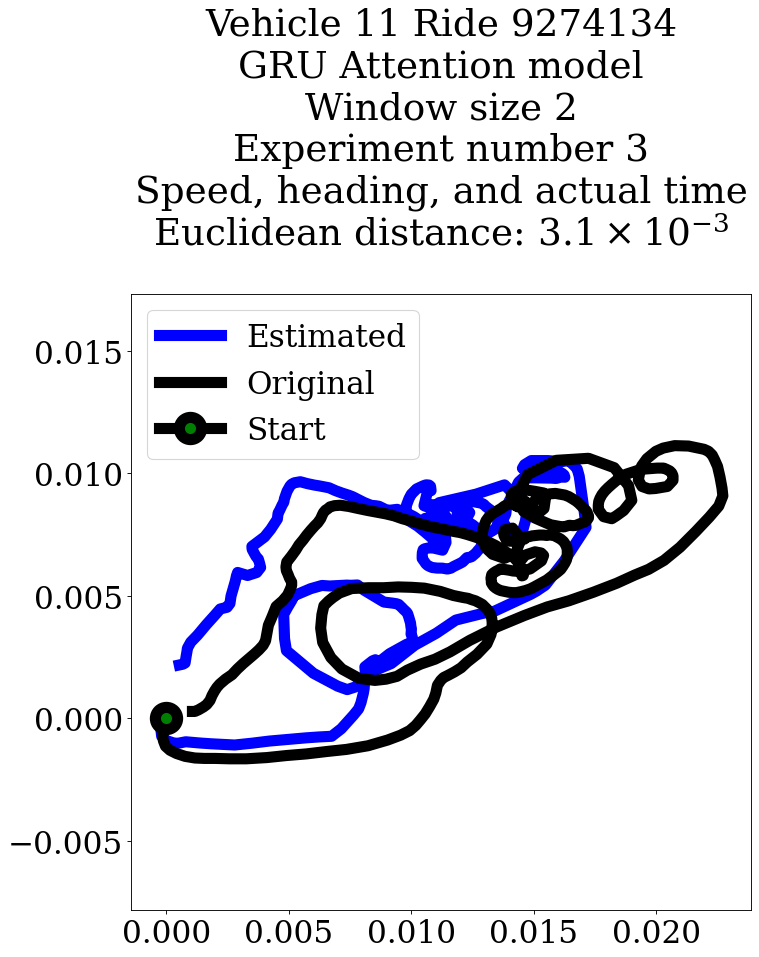 Vehicle 11 Ride 9274134
GRU Attention model
Window size 2
Experiment number 3
Speed, heading, and actual time
Euclidean distance: 3.1 × 10⁻³
Estimated
Original
Start
0.015
0.010
0.005
0.000
−0.005
0.000 0.005 0.010 0.015 0.020